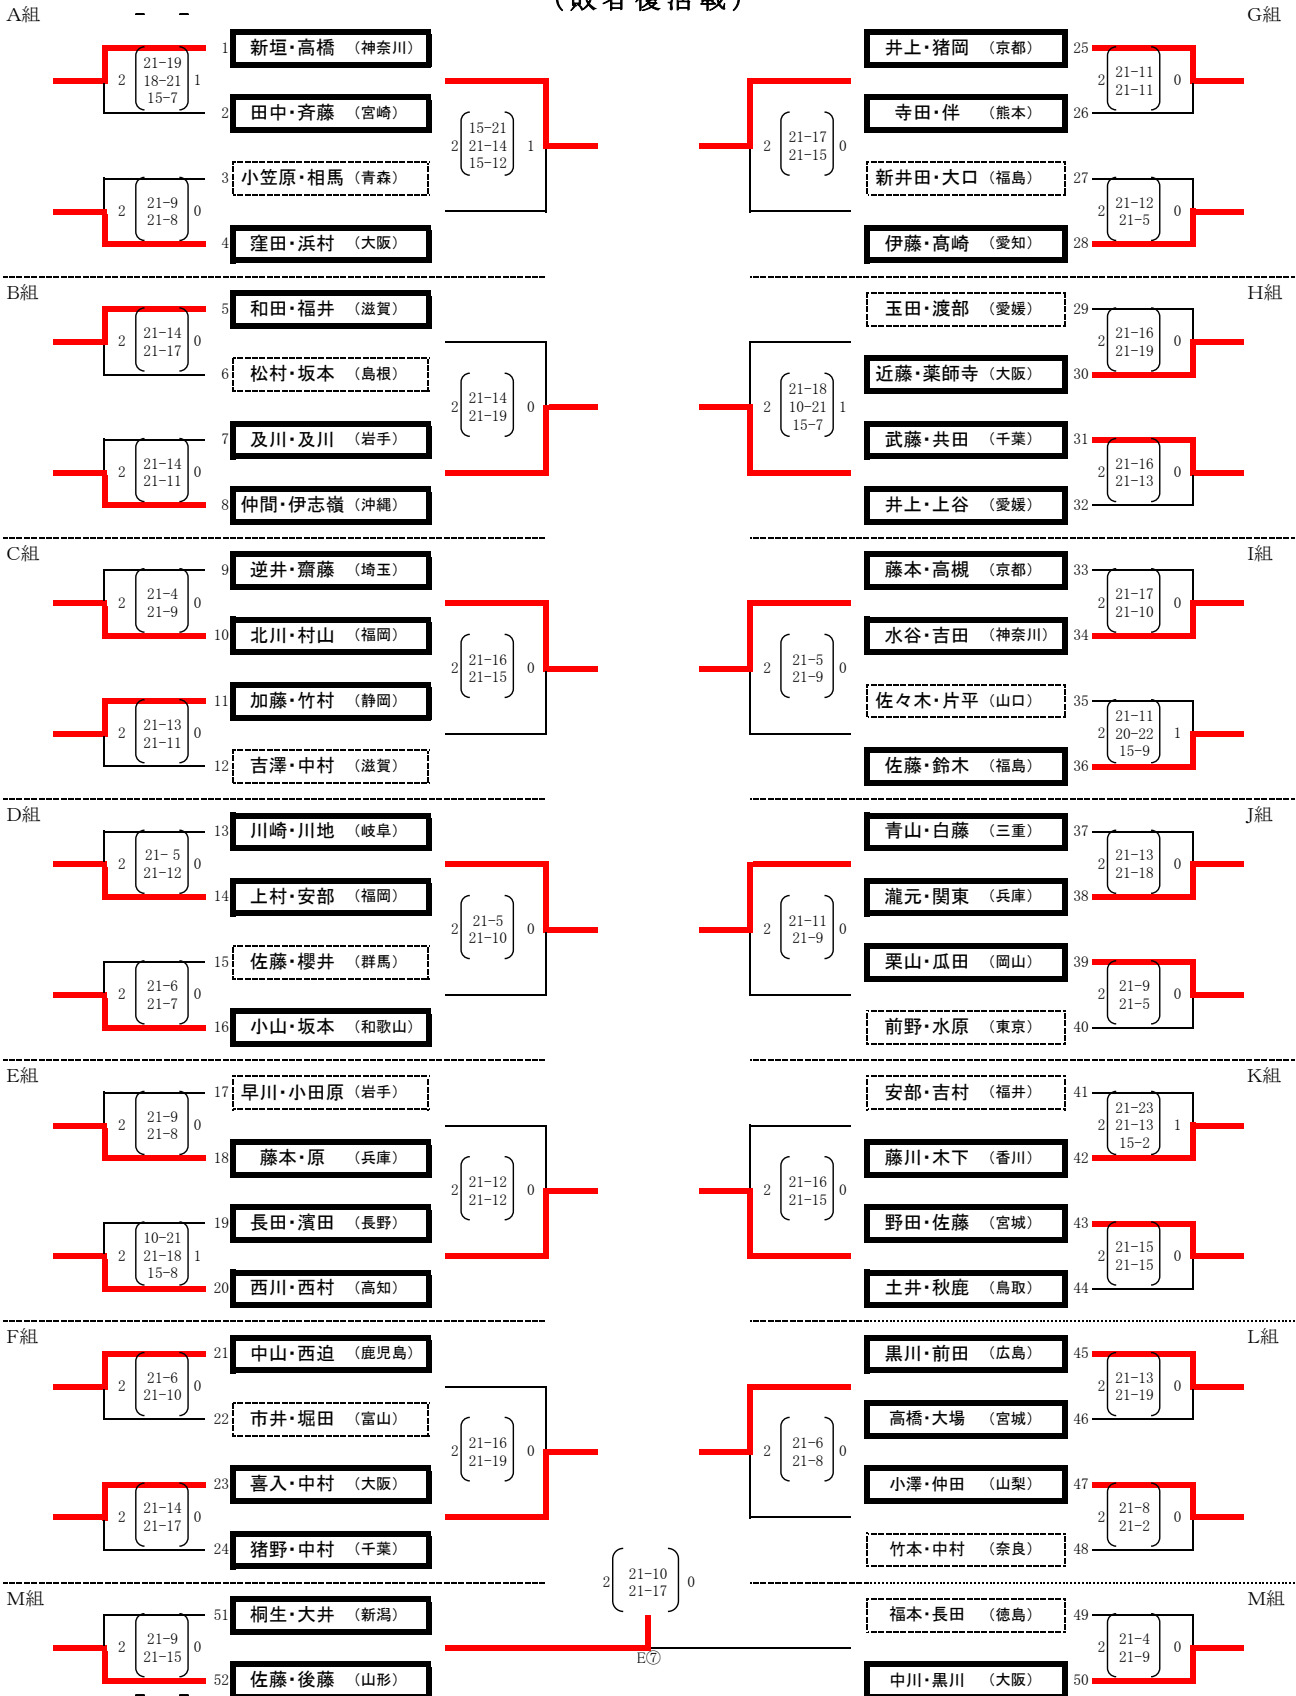 (敗者復活戦)
A組
1 新垣・高橋 (神奈川)
2 21-19 18-21 15-7 1
2 田中・斉藤 (宮崎)
2 15-21 21-14 15-12 1
3 小笠原・相馬 (青森)
2 21-9 21-8 0
4 窪田・浜村 (大阪)
B組
5 和田・福井 (滋賀)
2 21-14 21-17 0
6 松村・坂本 (島根)
2 21-14 21-19 0
7 及川・及川 (岩手)
2 21-14 21-11 0
8 仲間・伊志嶺 (沖縄)
C組
9 逆井・齋藤 (埼玉)
2 21-4 21-9 0
10 北川・村山 (福岡)
2 21-16 21-15 0
11 加藤・竹村 (静岡)
2 21-13 21-11 0
12 吉澤・中村 (滋賀)
D組
13 川崎・川地 (岐阜)
2 21- 5 21-12 0
14 上村・安部 (福岡)
2 21-5 21-10 0
15 佐藤・櫻井 (群馬)
2 21-6 21-7 0
16 小山・坂本 (和歌山)
E組
17 早川・小田原 (岩手)
2 21-9 21-8 0
18 藤本・原 (兵庫)
2 21-12 21-12 0
19 長田・濱田 (長野)
2 10-21 21-18 15-8 1
20 西川・西村 (高知)
F組
21 中山・西迫 (鹿児島)
2 21-6 21-10 0
22 市井・堀田 (富山)
2 21-16 21-19 0
23 喜入・中村 (大阪)
2 21-14 21-17 0
24 猪野・中村 (千葉)
M組
51 桐生・大井 (新潟)
2 21-9 21-15 0
52 佐藤・後藤 (山形)
2 21-10 21-17 0
E⑦
G組
井上・猪岡 (京都) 25
2 21-11 21-11 0
寺田・伴 (熊本) 26
2 21-17 21-15 0
新井田・大口 (福島) 27
2 21-12 21-5 0
伊藤・髙崎 (愛知) 28
H組
玉田・渡部 (愛媛) 29
2 21-16 21-19 0
近藤・薬師寺 (大阪) 30
2 21-18 10-21 15-7 1
武藤・共田 (千葉) 31
2 21-16 21-13 0
井上・上谷 (愛媛) 32
I組
藤本・高槻 (京都) 33
2 21-17 21-10 0
水谷・吉田 (神奈川) 34
2 21-5 21-9 0
佐々木・片平 (山口) 35
2 21-11 20-22 15-9 1
佐藤・鈴木 (福島) 36
J組
青山・白藤 (三重) 37
2 21-13 21-18 0
瀧元・関東 (兵庫) 38
2 21-11 21-9 0
栗山・瓜田 (岡山) 39
2 21-9 21-5 0
前野・水原 (東京) 40
K組
安部・吉村 (福井) 41
2 21-23 21-13 15-2 1
藤川・木下 (香川) 42
2 21-16 21-15 0
野田・佐藤 (宮城) 43
2 21-15 21-15 0
土井・秋鹿 (鳥取) 44
L組
黒川・前田 (広島) 45
2 21-13 21-19 0
高橋・大場 (宮城) 46
2 21-6 21-8 0
小澤・仲田 (山梨) 47
2 21-8 21-2 0
竹本・中村 (奈良) 48
M組
福本・長田 (徳島) 49
2 21-4 21-9 0
中川・黒川 (大阪) 50